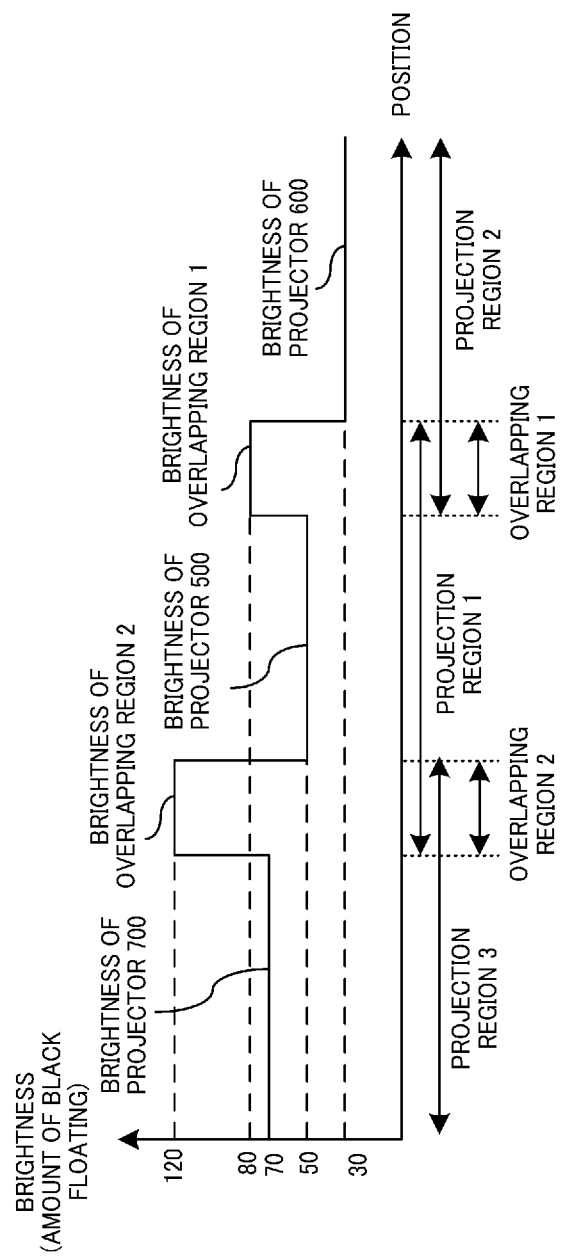 BRIGHTNESS
(AMOUNT OF BLACK
FLOATING)
120
80
70
50
30
BRIGHTNESS OF
PROJECTOR 700
BRIGHTNESS OF
OVERLAPPING REGION 2
BRIGHTNESS OF
PROJECTOR 500
BRIGHTNESS OF
OVERLAPPING REGION 1
BRIGHTNESS OF
PROJECTOR 600
POSITION
PROJECTION
REGION 3
OVERLAPPING
REGION 2
PROJECTION
REGION 1
OVERLAPPING
REGION 1
PROJECTION
REGION 2